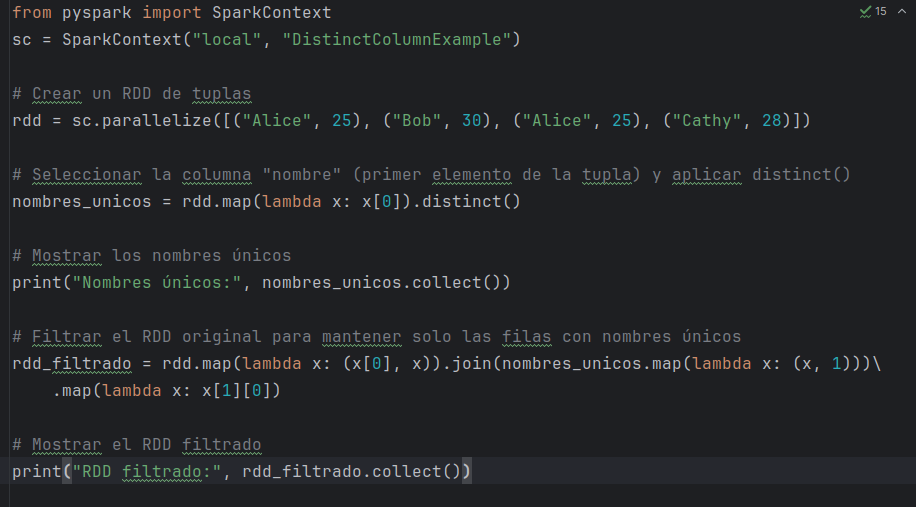 from pyspark import SparkContext
15
sc = SparkContext("local", "DistinctColumnExample")
# Crear un RDD de tuplas
rdd = sc.parallelize([("Alice", 25), ("Bob", 30), ("Alice", 25), ("Cathy", 28)])
# Seleccionar la columna "nombre" (primer elemento de la tupla) y aplicar distinct()
nombres_unicos = rdd.map(lambda x: x[0]).distinct()
# Mostrar los nombres únicos
print("Nombres únicos:", nombres_unicos.collect())
# Filtrar el RDD original para mantener solo las filas con nombres únicos
rdd_filtrado = rdd.map(lambda x: (x[0], x)).join(nombres_unicos.map(lambda x: (x, 1)))\
    .map(lambda x: x[1][0])
# Mostrar el RDD filtrado
print("RDD filtrado:", rdd_filtrado.collect())